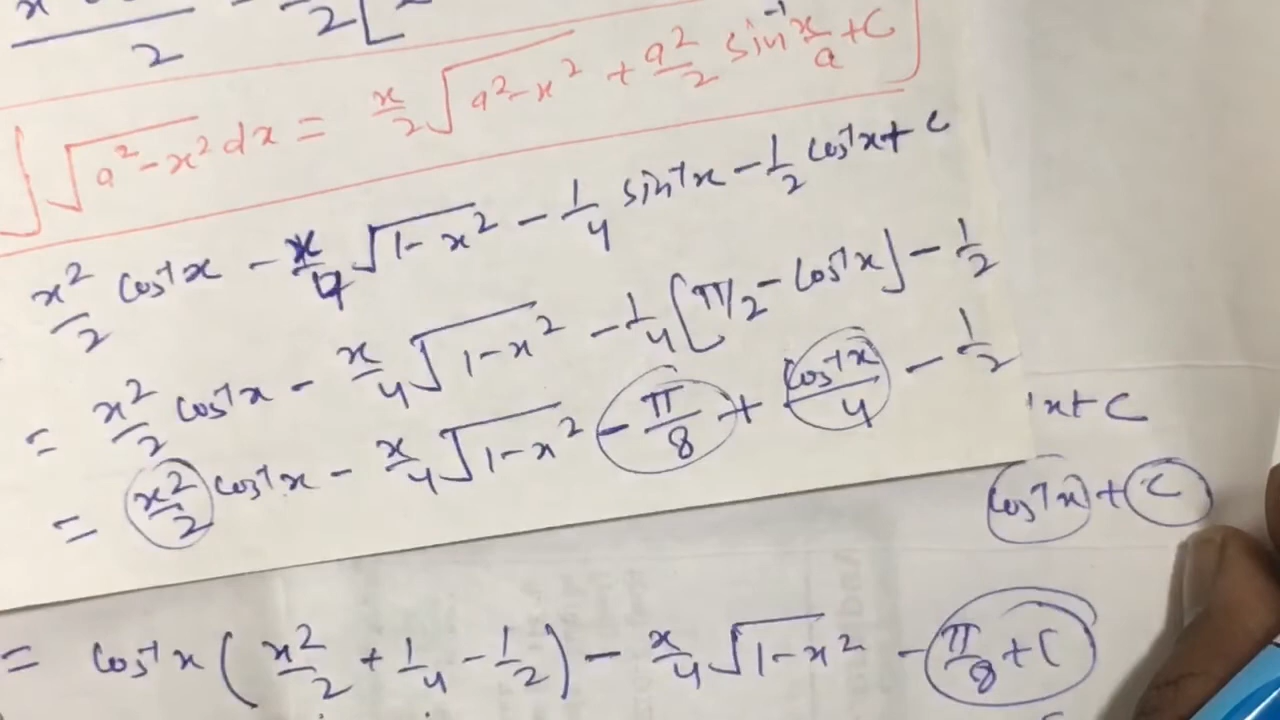 ∫√(a²-x²) dx = x/2 √(a²-x²) + a²/2 sin⁻¹ x/a + C
x²/2 cos⁻¹x - x/4 √(1-x²) - 1/4 sin⁻¹x - 1/2 cos⁻¹x + C
= x²/2 cos⁻¹x - x/4 √(1-x²) - 1/4 [π/2 - cos⁻¹x] - 1/2
x + C
= x²/2 cos⁻¹x - x/4 √(1-x²) - π/8 + cos⁻¹x/4 - 1/2
cos⁻¹x + C
= cos⁻¹x (x²/2 + 1/4 - 1/2) - x/4 √(1-x²) - π/8 + C